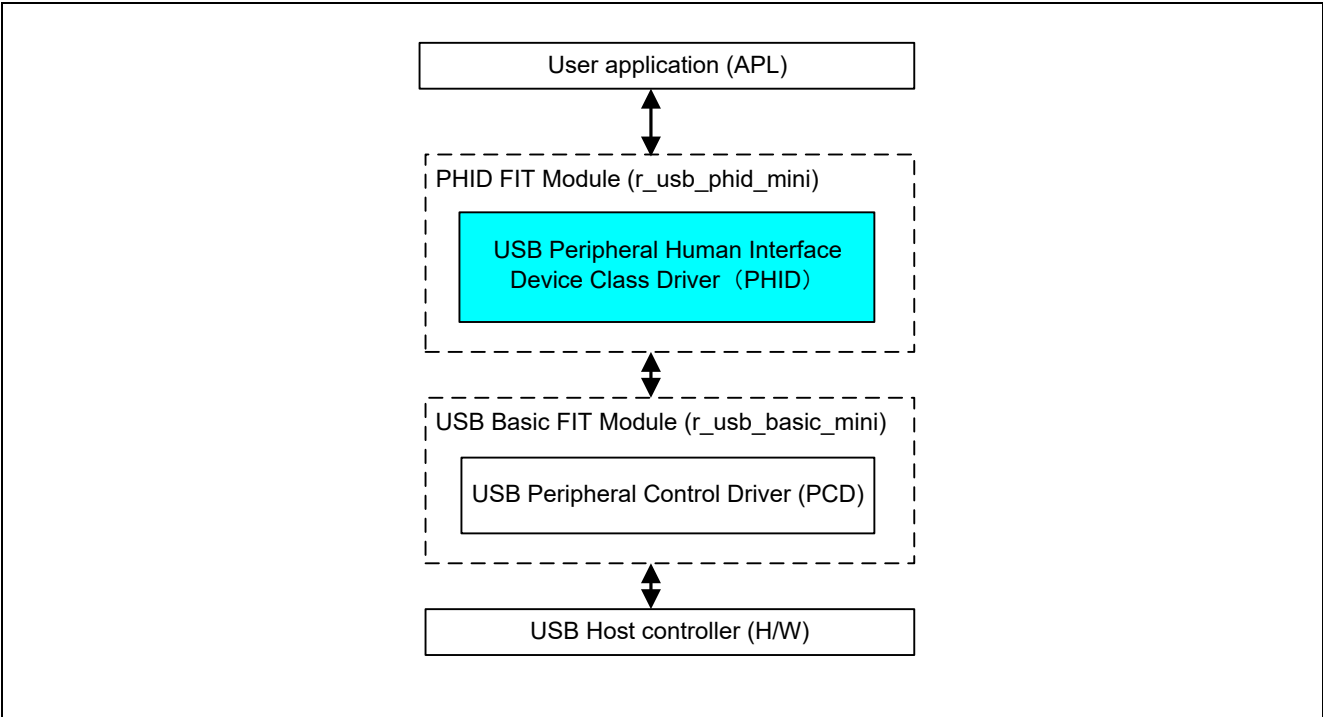 User application (APL)
PHID FIT Module (r_usb_phid_mini)
USB Peripheral Human Interface
Device Class Driver（PHID）
USB Basic FIT Module (r_usb_basic_mini)
USB Peripheral Control Driver (PCD)
USB Host controller (H/W)